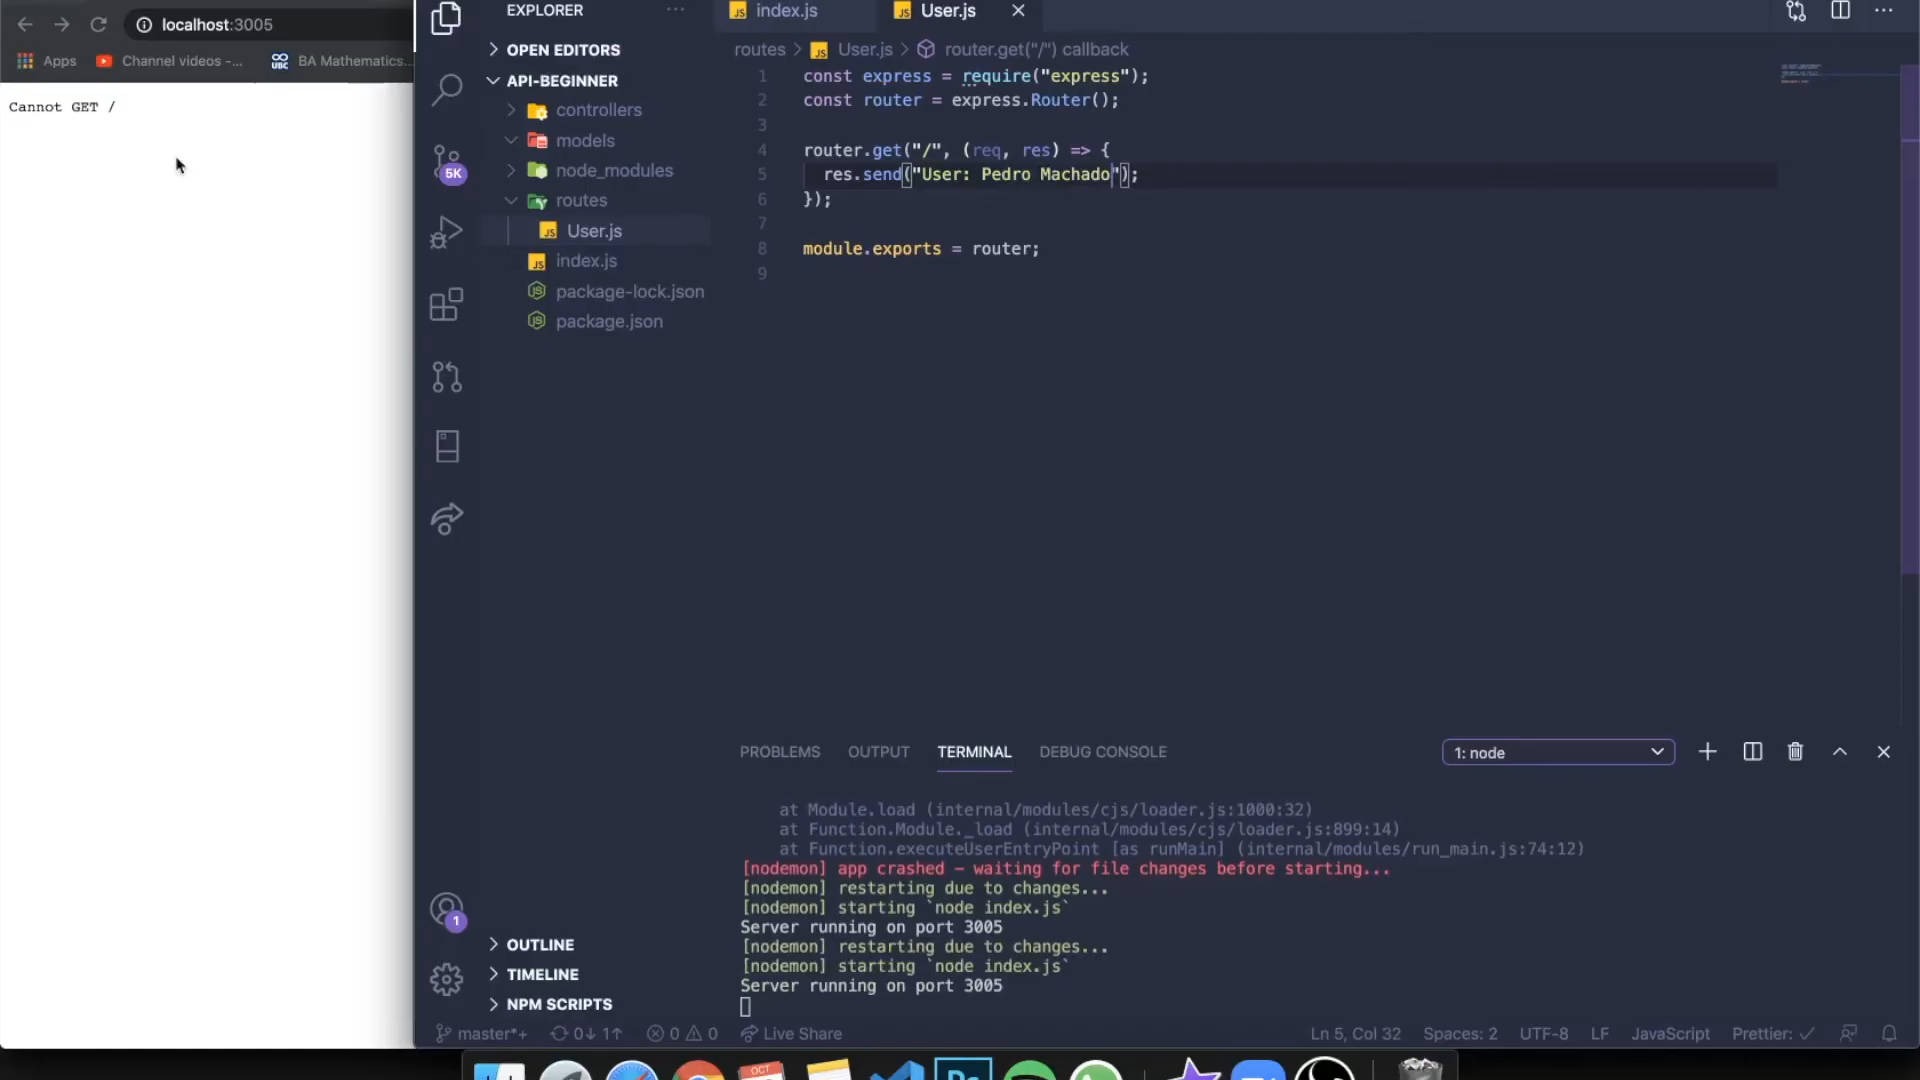 localhost:3005
Apps
Channel videos -...
UBC
BA Mathematics...
Cannot GET /
EXPLORER
OPEN EDITORS
API-BEGINNER
controllers
models
node_modules
routes
JS User.js
JS index.js
package-lock.json
package.json
5K
1
OUTLINE
TIMELINE
NPM SCRIPTS
JS index.js
JS User.js
routes > JS User.js > router.get("/") callback
1 const express = require("express");
2 const router = express.Router();
3
4 router.get("/", (req, res) => {
5 res.send("User: Pedro Machado");
6 });
7
8 module.exports = router;
9
PROBLEMS OUTPUT TERMINAL DEBUG CONSOLE
1: node
at Module.load (internal/modules/cjs/loader.js:1000:32)
at Function.Module._load (internal/modules/cjs/loader.js:899:14)
at Function.executeUserEntryPoint [as runMain] (internal/modules/run_main.js:74:12)
[nodemon] app crashed - waiting for file changes before starting...
[nodemon] restarting due to changes...
[nodemon] starting `node index.js`
Server running on port 3005
[nodemon] restarting due to changes...
[nodemon] starting `node index.js`
Server running on port 3005
master*+ 0↓ 1↑ 0 0 Live Share
Ln 5, Col 32 Spaces: 2 UTF-8 LF JavaScript Prettier: ✓
OCT
Ps